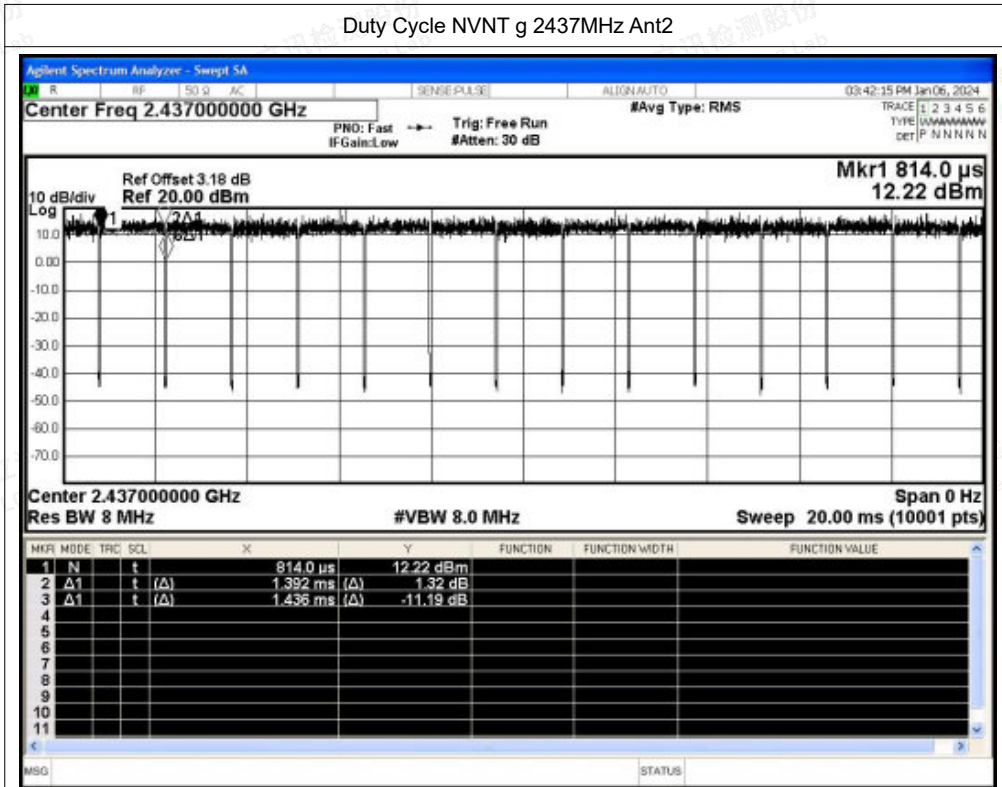 Duty Cycle NVNT g 2437MHz Ant2
Agilent Spectrum Analyzer - Swept SA
R RF 50 Ω AC SENSE:PULSE ALIGN AUTO 03:42:15 PM Jan 06, 2024
Center Freq 2.437000000 GHz #Avg Type: RMS TRACE 1 2 3 4 5 6
PNO: Fast Trig: Free Run TYPE
IFGain:Low #Atten: 30 dB DET P N N N N N
Mkr1 814.0 µs
Ref Offset 3.18 dB
10 dB/div Ref 20.00 dBm 12.22 dBm
Log
1 2Δ1
10.0 3Δ1
0.00
-10.0
-20.0
-30.0
-40.0
-50.0
-60.0
-70.0
Center 2.437000000 GHz Span 0 Hz
Res BW 8 MHz #VBW 8.0 MHz Sweep 20.00 ms (10001 pts)
MKR MODE TRC SCL X Y FUNCTION FUNCTION WIDTH FUNCTION VALUE
1 N t 814.0 µs 12.22 dBm
2 Δ1 t (Δ) 1.392 ms (Δ) 1.32 dB
3 Δ1 t (Δ) 1.436 ms (Δ) -11.19 dB
4
5
6
7
8
9
10
11
MSG STATUS